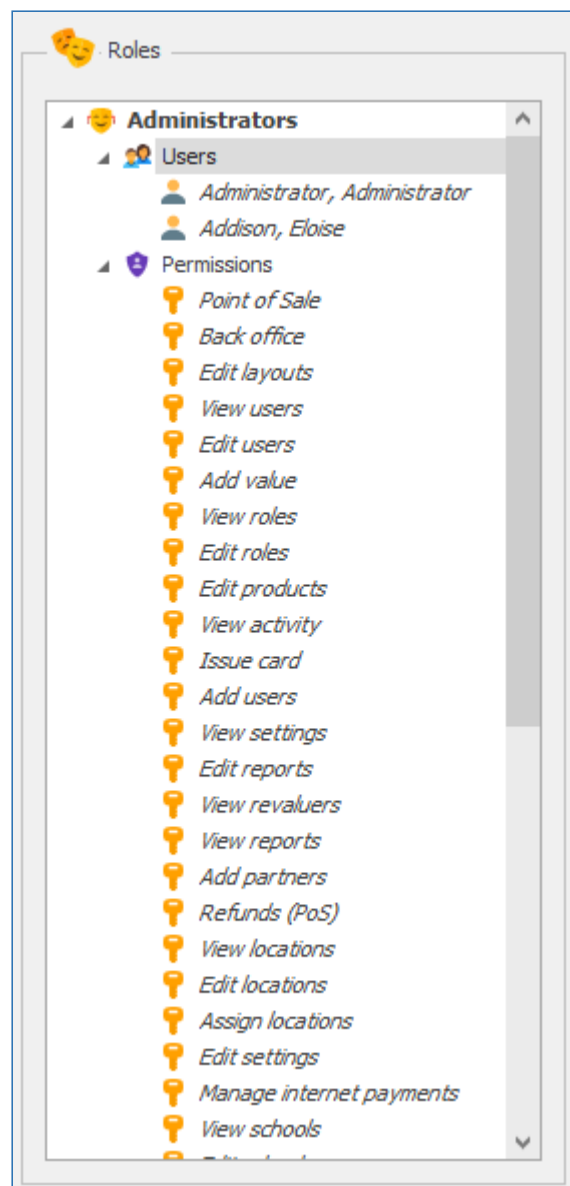 Roles
Administrators
Users
Administrator, Administrator
Addison, Eloise
Permissions
Point of Sale
Back office
Edit layouts
View users
Edit users
Add value
View roles
Edit roles
Edit products
View activity
Issue card
Add users
View settings
Edit reports
View revaluers
View reports
Add partners
Refunds (PoS)
View locations
Edit locations
Assign locations
Edit settings
Manage internet payments
View schools